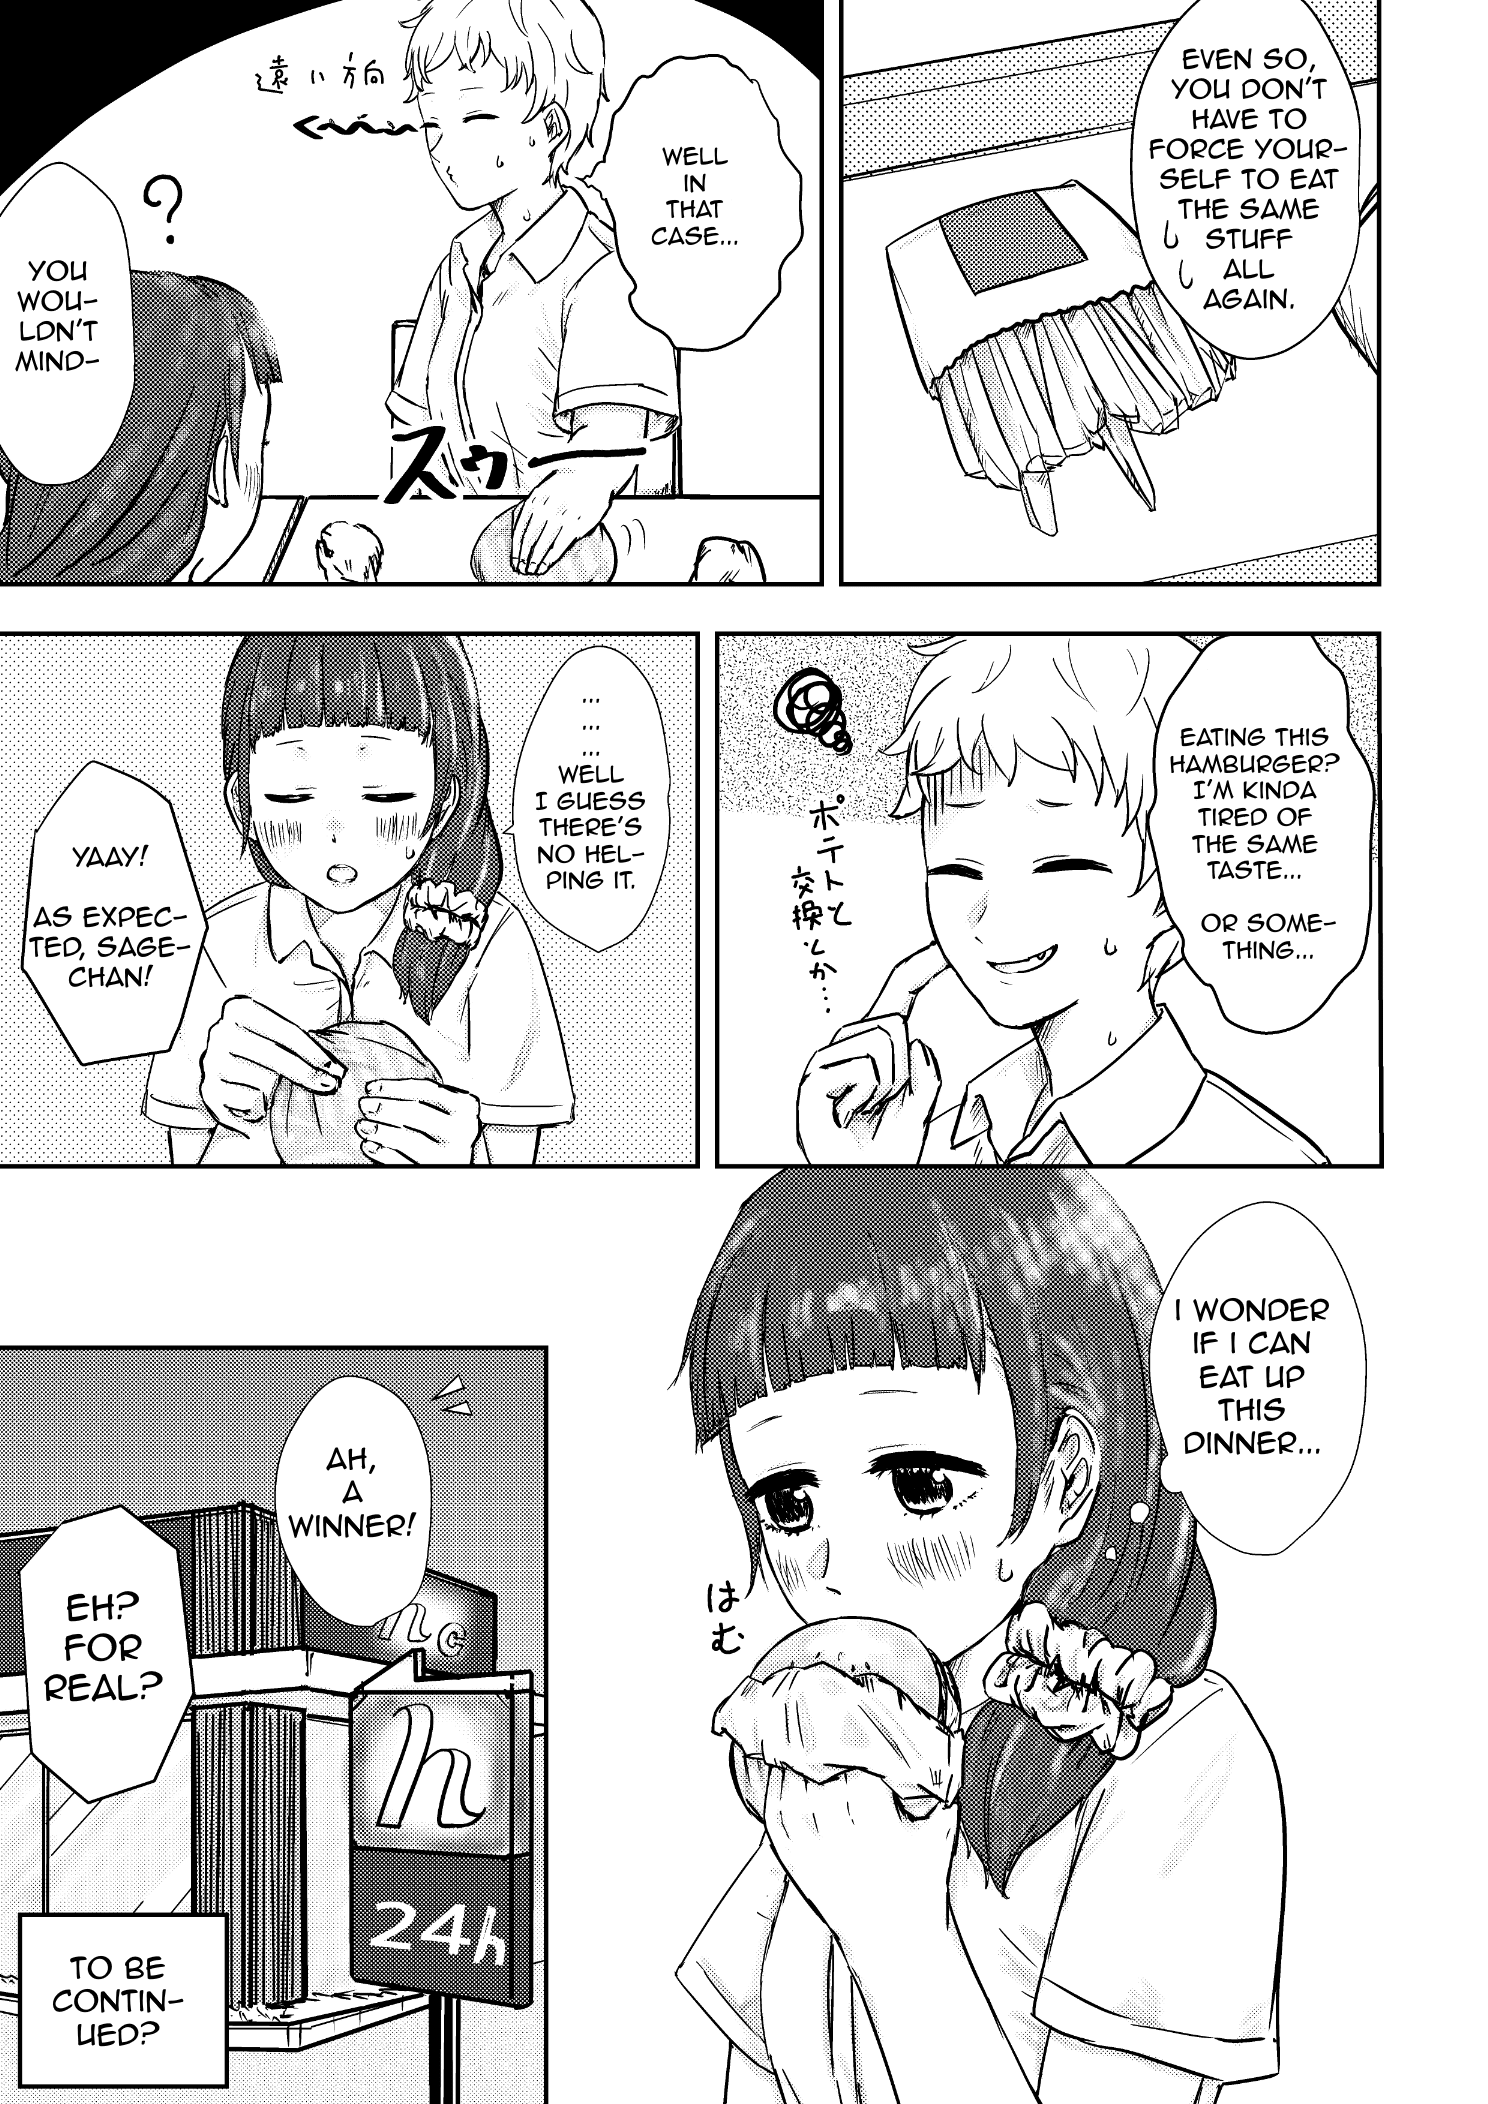 EVEN SO,
YOU DON'T
HAVE TO
FORCE YOUR-
SELF TO EAT
THE SAME
STUFF
ALL
AGAIN.
WELL
IN
THAT
CASE...
遠い方向
スゥー
?
YOU
WOU-
LDN'T
MIND-
EATING THIS
HAMBURGER?
I'M KINDA
TIRED OF
THE SAME
TASTE...
OR SOME-
THING...
ポテトと
交換とか…
...
...
...
WELL
I GUESS
THERE'S
NO HEL-
PING IT.
YAAY!
AS EXPEC-
TED, SAGE-
CHAN!
I WONDER
IF I CAN
EAT UP
THIS
DINNER...
はむ
AH,
A
WINNER!
EH?
FOR
REAL?
nc
h
24h
TO BE
CONTIN-
UED?